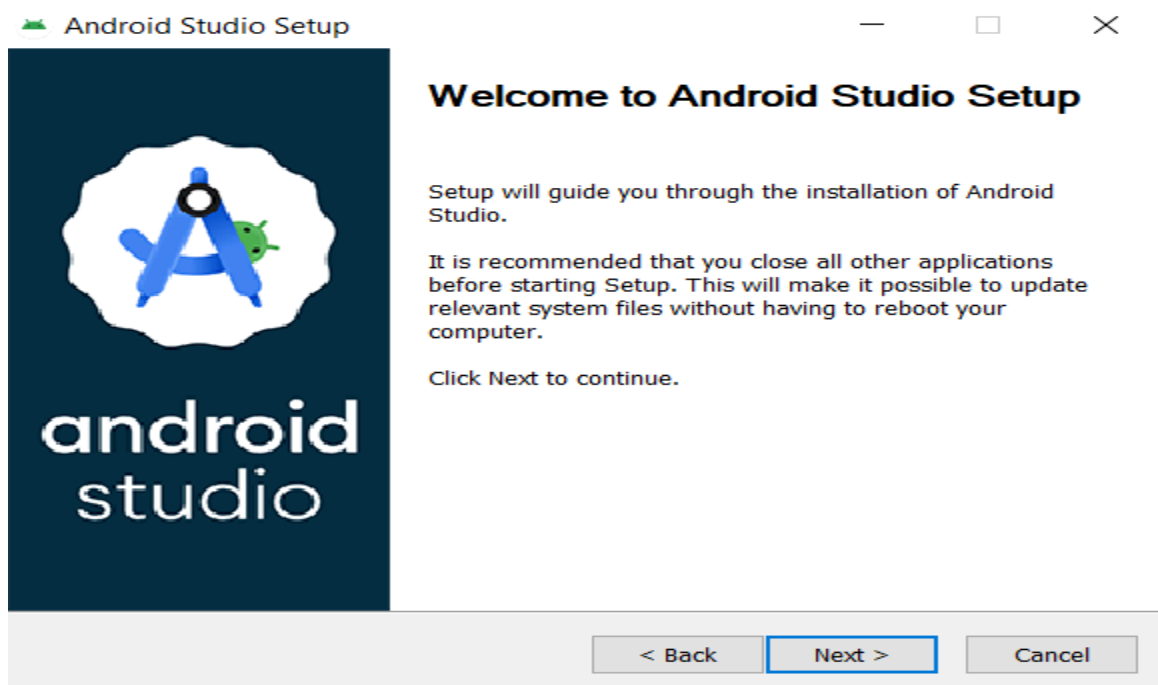 Android Studio Setup
Welcome to Android Studio Setup
Setup will guide you through the installation of Android
Studio.
It is recommended that you close all other applications
before starting Setup. This will make it possible to update
relevant system files without having to reboot your
computer.
Click Next to continue.
android
studio
< Back Next > Cancel